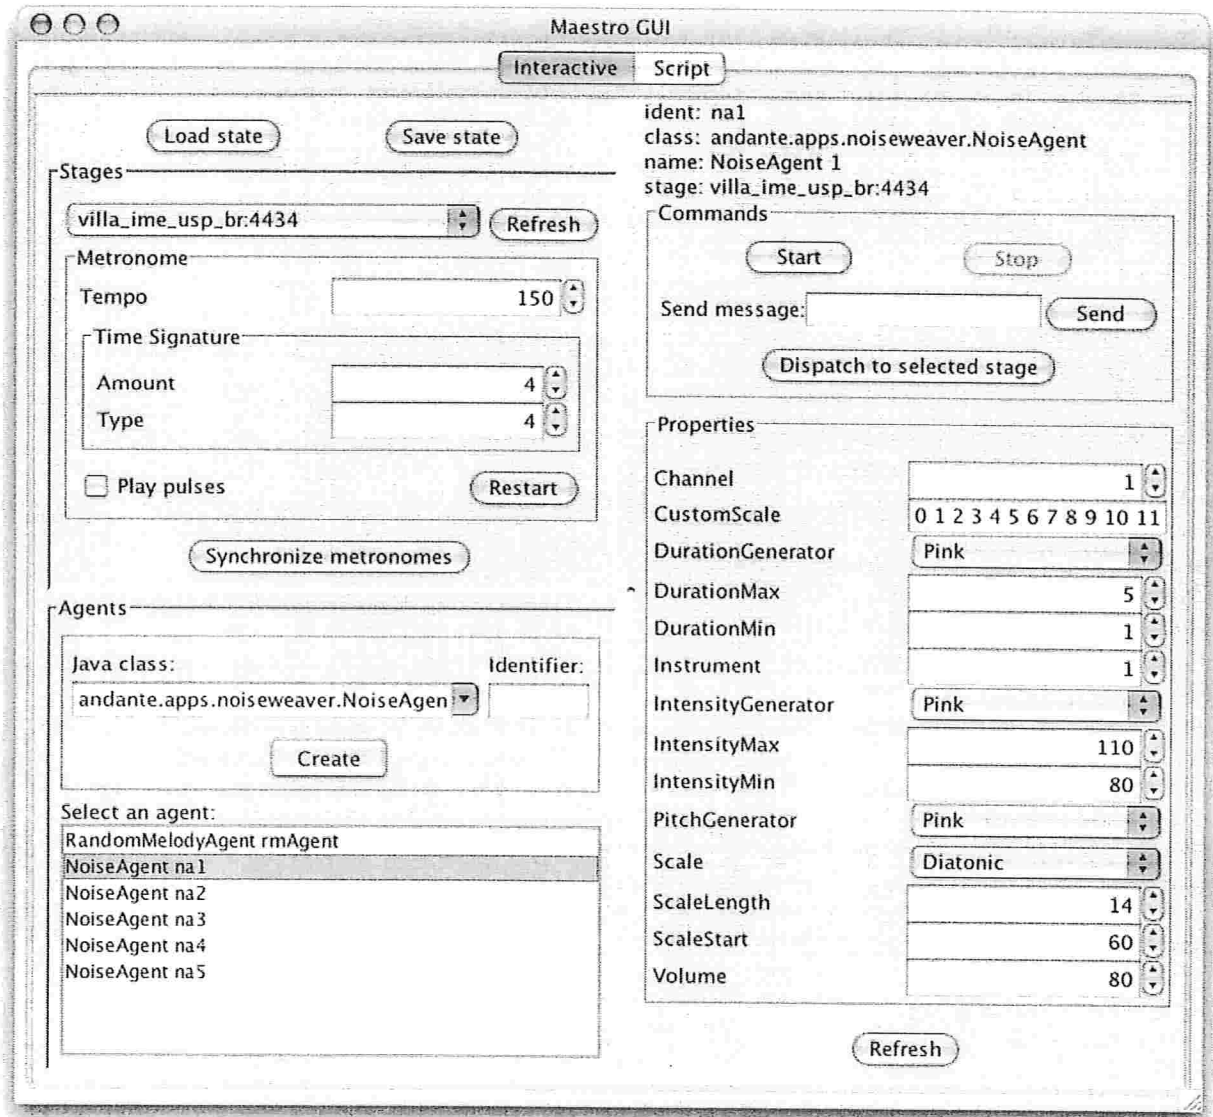 Maestro GUI
Interactive Script
Load state Save state
Stages
villa_ime_usp_br:4434 Refresh
Metronome
Tempo 150
Time Signature
Amount 4
Type 4
Play pulses Restart
Synchronize metronomes
Agents
Java class: Identifier:
andante.apps.noiseweaver.NoiseAgen
Create
Select an agent:
RandomMelodyAgent rmAgent
NoiseAgent na1
NoiseAgent na2
NoiseAgent na3
NoiseAgent na4
NoiseAgent na5
ident: na1
class: andante.apps.noiseweaver.NoiseAgent
name: NoiseAgent 1
stage: villa_ime_usp_br:4434
Commands
Start Stop
Send message: Send
Dispatch to selected stage
Properties
Channel 1
CustomScale 0 1 2 3 4 5 6 7 8 9 10 11
DurationGenerator Pink
DurationMax 5
DurationMin 1
Instrument 1
IntensityGenerator Pink
IntensityMax 110
IntensityMin 80
PitchGenerator Pink
Scale Diatonic
ScaleLength 14
ScaleStart 60
Volume 80
Refresh